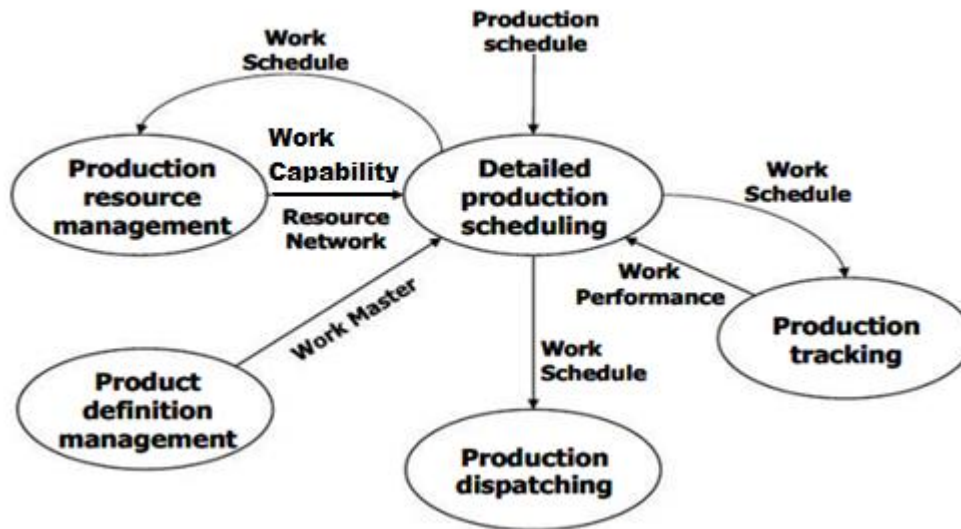 Work
Schedule
Production
schedule
Work
Capability
Production
resource
management
Resource
Network
Detailed
production
scheduling
Work
Schedule
Work
Performance
Production
tracking
Work Master
Work
Schedule
Product
definition
management
Production
dispatching